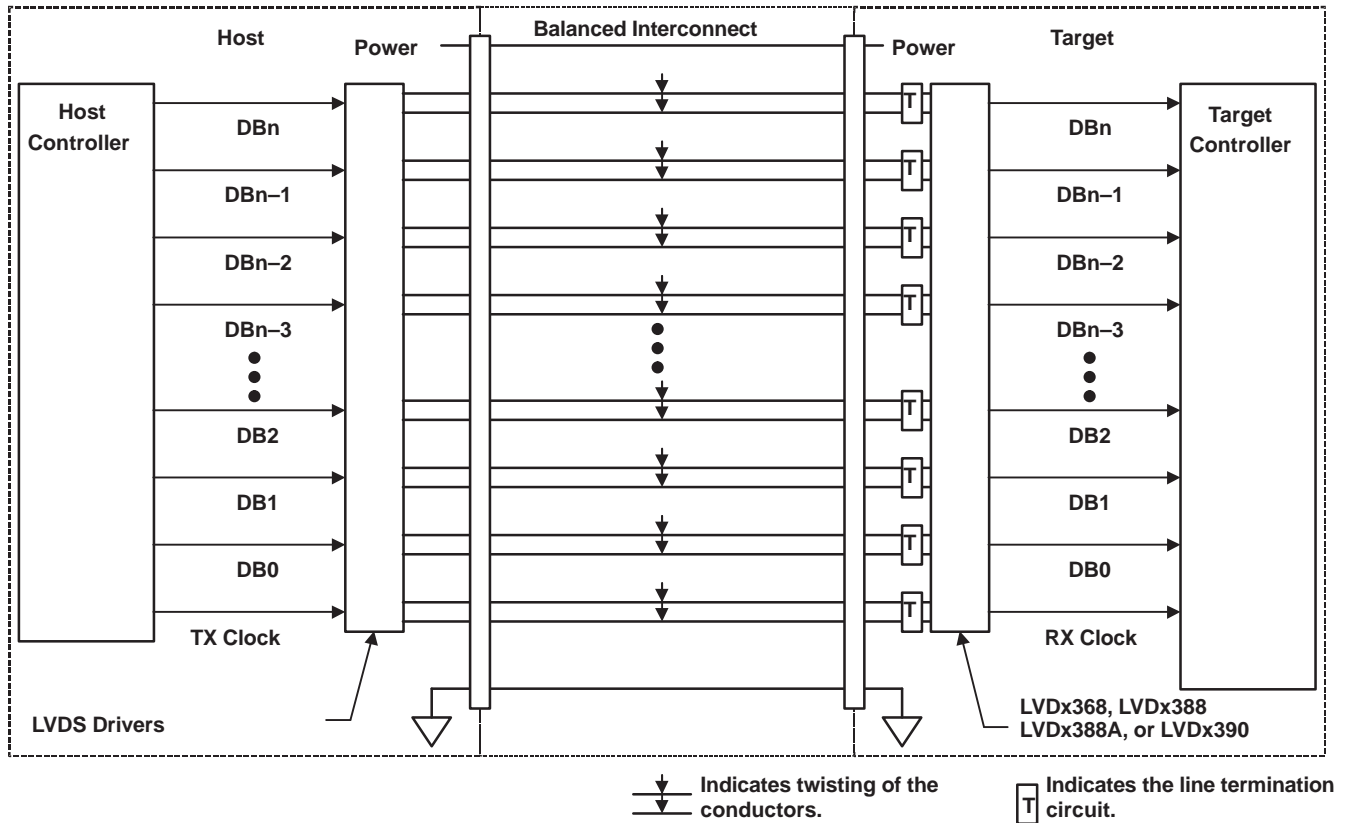 Host
Power
Balanced Interconnect
Power
Target
Host
Controller
Target
Controller
T
DBn
DBn
T
DBn–1
DBn–1
T
DBn–2
DBn–2
T
DBn–3
DBn–3
T
DB2
DB2
T
DB1
DB1
T
DB0
DB0
T
TX Clock
RX Clock
LVDS Drivers
LVDx368, LVDx388
LVDx388A, or LVDx390
Indicates twisting of the
conductors.
T
Indicates the line termination
circuit.